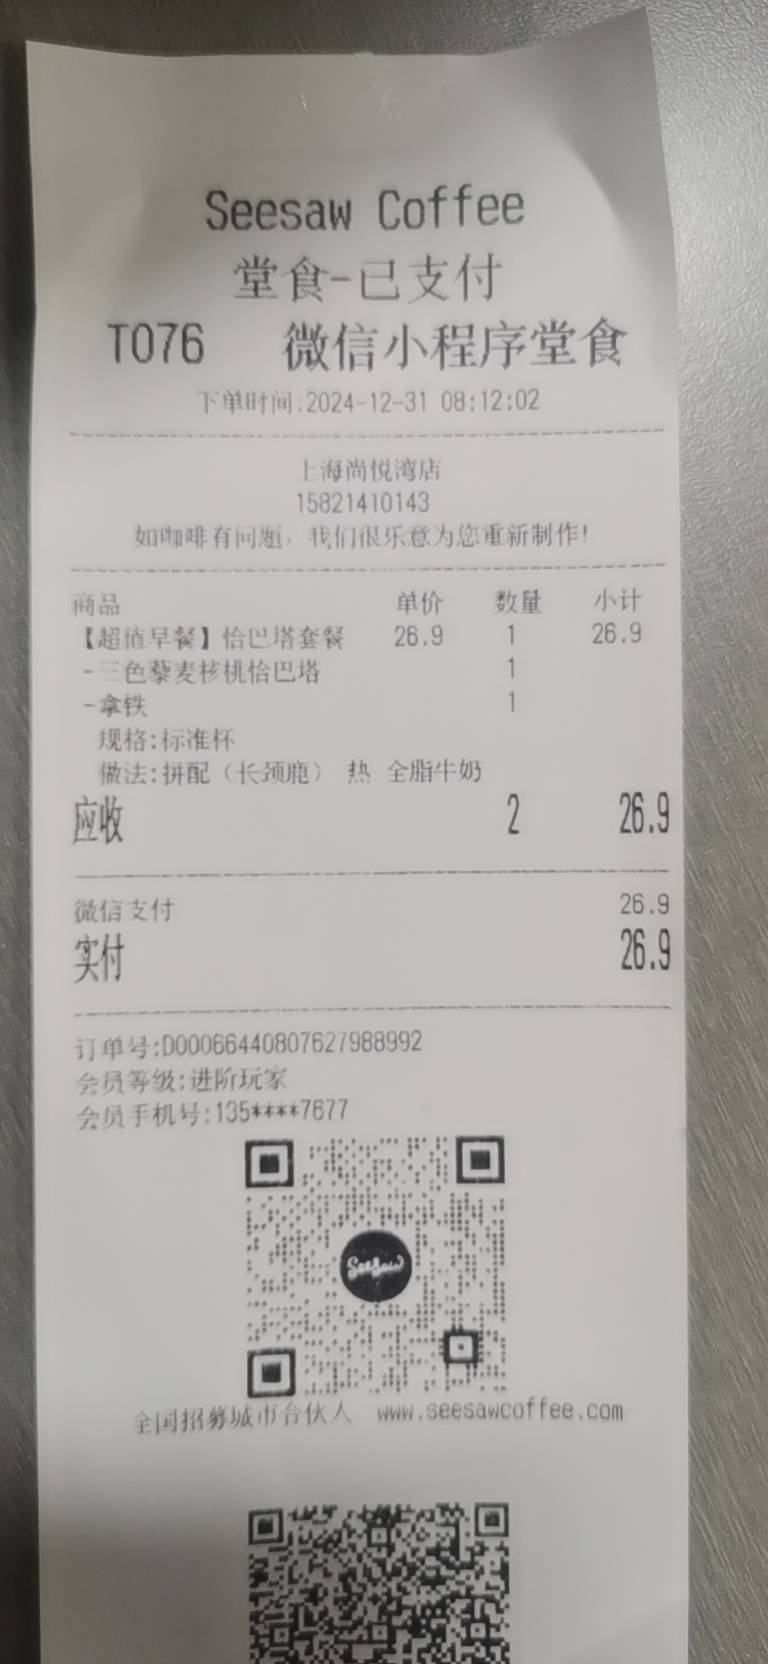 Seesaw Coffee
堂食-已支付
T076 微信小程序堂食
下单时间:2024-12-31 08:12:02
上海尚悦湾店
15821410143
如咖啡有问题，我们很乐意为您重新制作!
商品 单价 数量 小计
【超值早餐】恰巴塔套餐 26.9 1 26.9
-三色藜麦核桃恰巴塔 1
-拿铁 1
规格:标准杯
做法:拼配（长颈鹿） 热 全脂牛奶
应收 2 26.9
微信支付 26.9
实付 26.9
订单号:D00066440807627988992
会员等级:进阶玩家
会员手机号:135****7677
Seesaw
全国招募城市合伙人 www.seesawcoffee.com